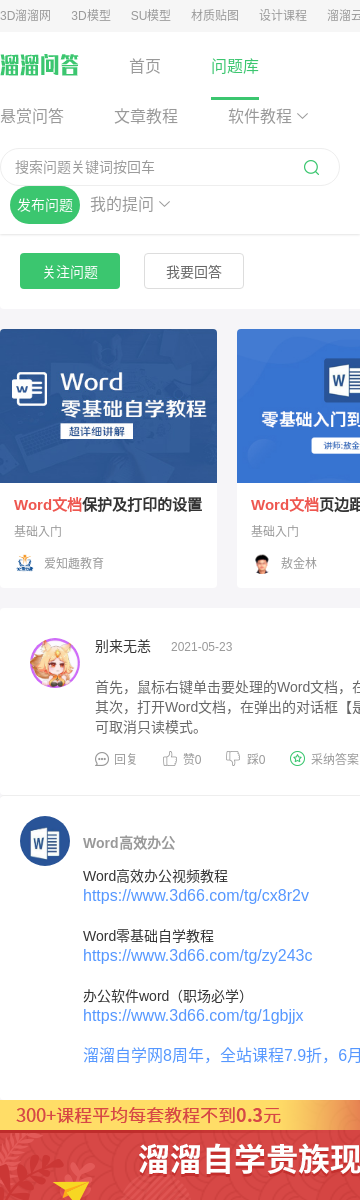 3D溜溜网 3D模型 SU模型 材质贴图 设计课程 溜溜云
溜溜问答 首页 问题库
悬赏问答 文章教程 软件教程
搜索问题关键词按回车
发布问题 我的提问
关注问题 我要回答
Word
零基础自学教程
超详细讲解
零基础入门到
讲师:敖金
Word文档保护及打印的设置
基础入门
爱知趣教育
Word文档页边距
基础入门
敖金林
别来无恙 2021-05-23
首先，鼠标右键单击要处理的Word文档，在
其次，打开Word文档，在弹出的对话框【是
可取消只读模式。
回复 赞0 踩0 采纳答案
Word高效办公
Word高效办公视频教程
https://www.3d66.com/tg/cx8r2v
Word零基础自学教程
https://www.3d66.com/tg/zy243c
办公软件word（职场必学）
https://www.3d66.com/tg/1gbjjx
溜溜自学网8周年，全站课程7.9折，6月
300+课程平均每套教程不到0.3元
溜溜自学贵族现